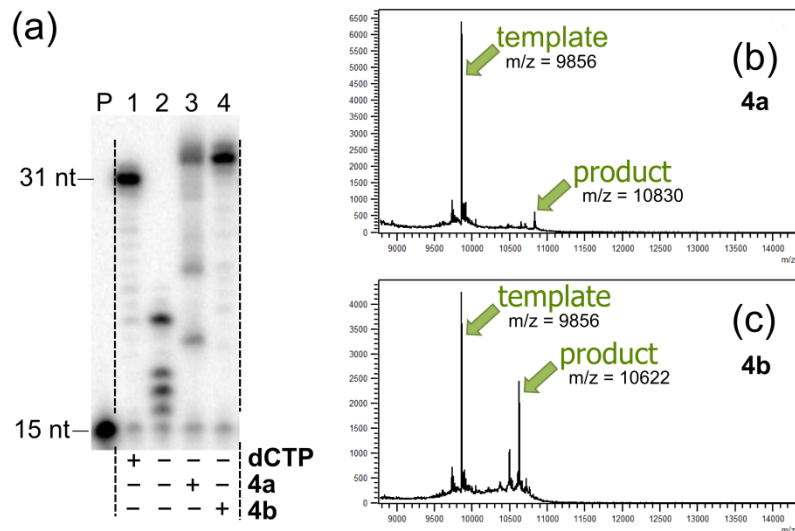 (a)
P 1 2 3 4
31 nt
15 nt
+ – – – dCTP
– – + – 4a
– – – + 4b
6500
6000
5500
5000
4500
4000
3500
3000
2500
2000
1500
1000
500
0
template
m/z = 9856
product
m/z = 10830
(b)
4a
9000 9500 10000 10500 11000 11500 12000 12500 13000 13500 14000
m/z
4000
3500
3000
2500
2000
1500
1000
500
0
template
m/z = 9856
product
m/z = 10622
(c)
4b
9000 9500 10000 10500 11000 11500 12000 12500 13000 13500 14000
m/z